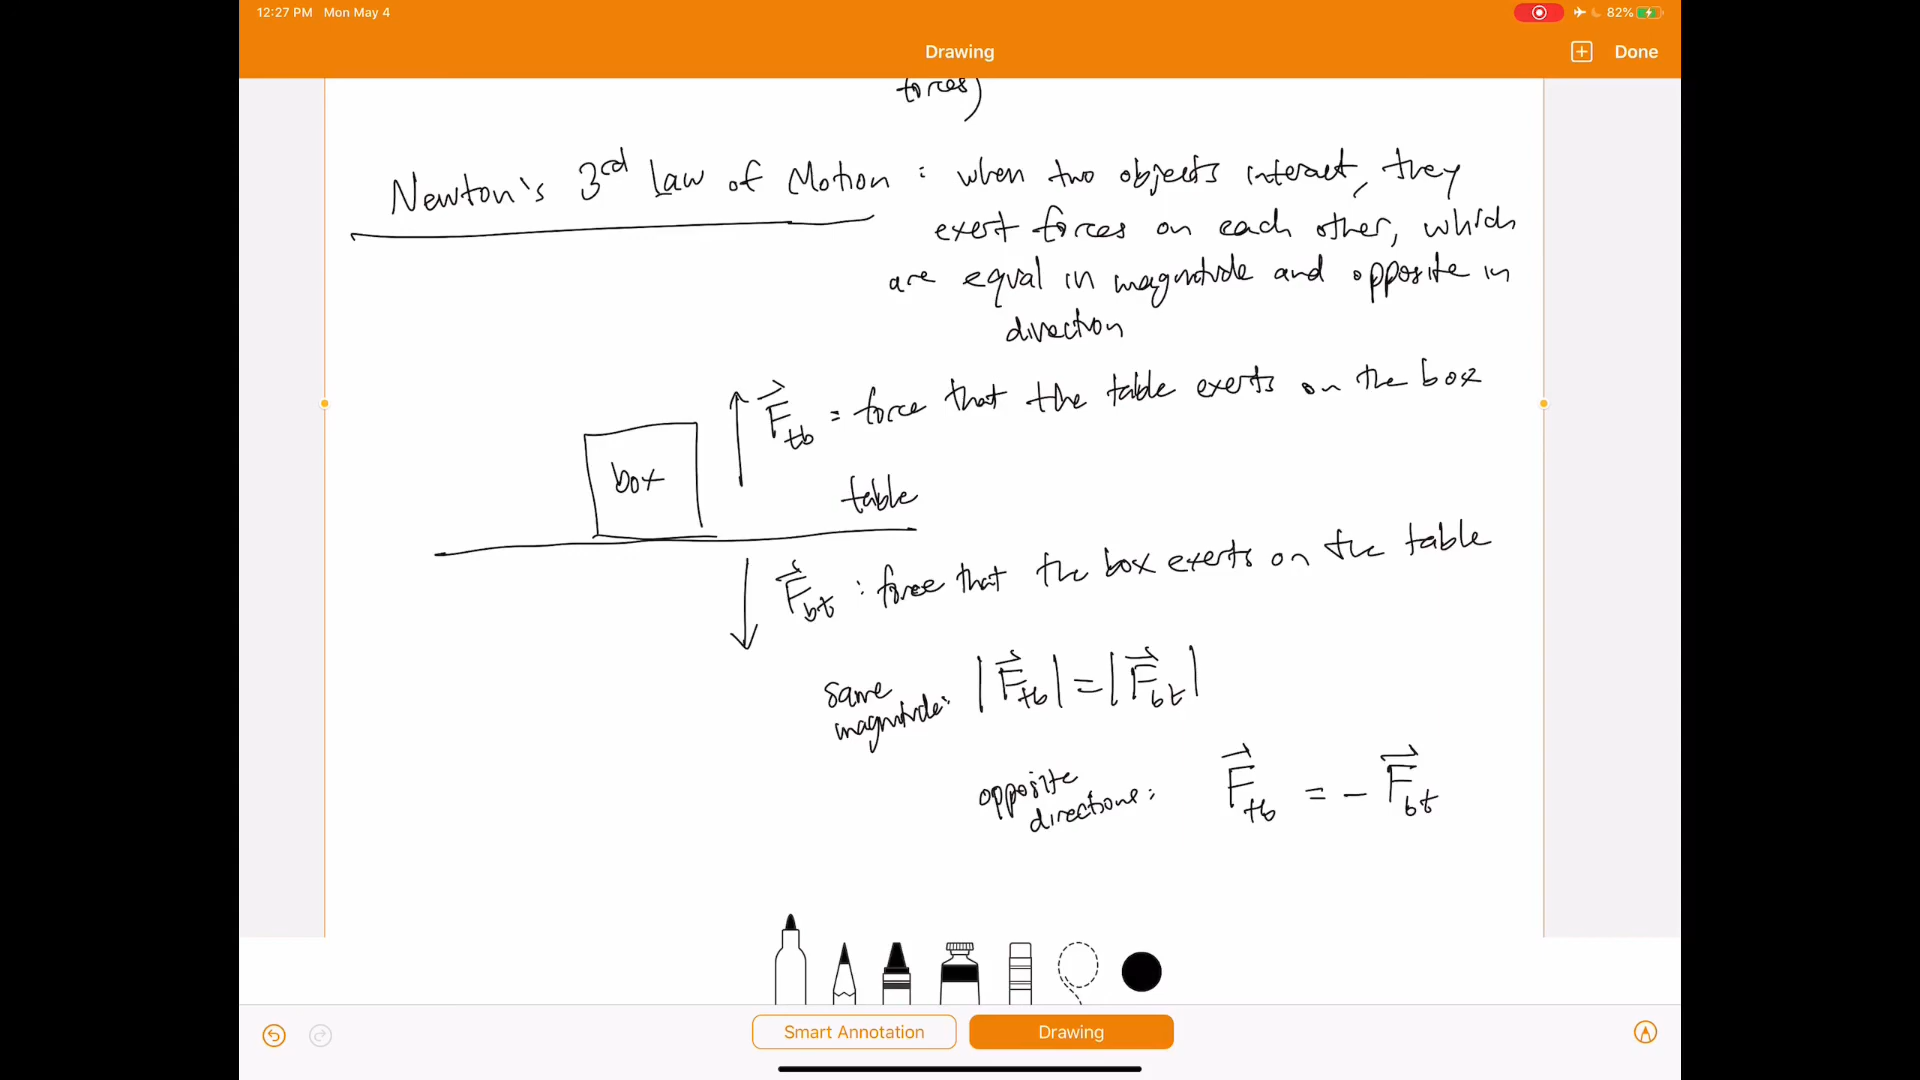 12:27 PM Mon May 4
82%
Drawing
Done
forces)
Newton's 3rd Law of Motion : when two objects interact, they
exert forces on each other, which
are equal in magnitude and opposite in
direction
F⃗tb = force that the table exerts on the box
box
table
F⃗bt : force that the box exerts on the table
same
magnitude: |F⃗tb| = |F⃗bt|
opposite
directions: F⃗tb = - F⃗bt
Smart Annotation
Drawing